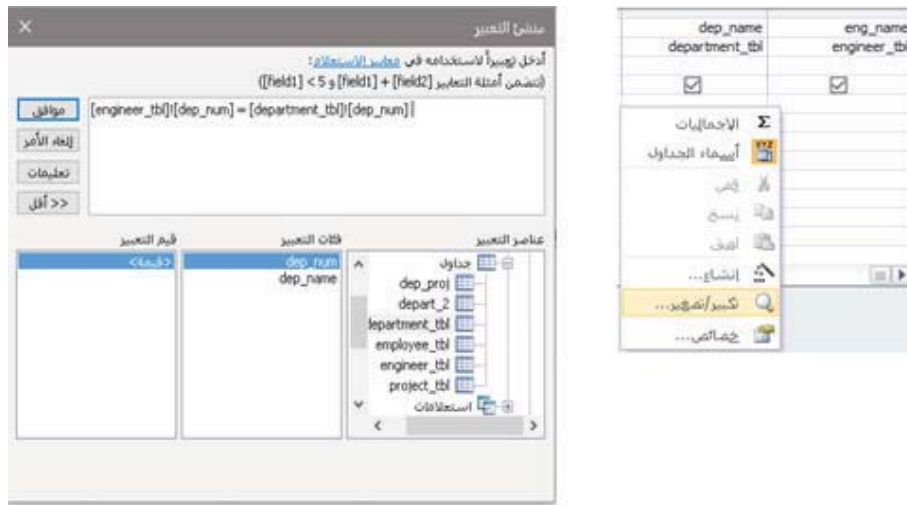 منشئ التعبير
أدخل تعبيراً لاستخدامه في معايير الاستعلام:
(تتضمن أمثلة التعابير [field1] + [field2] و [field1] < 5)
[engineer_tbl]![dep_num] = [department_tbl]![dep_num]
موافق
إلغاء الأمر
تعليمات
<< أقل
عناصر التعبير
فئات التعبير
قيم التعبير
جداول
dep_proj
depart_2
department_tbl
employee_tbl
engineer_tbl
project_tbl
استعلامات
dep_num
dep_name
<قيمة>
dep_name eng_name
department_tbl engineer_tbl
الإجماليات
أسماء الجداول
قص
نسخ
لصق
إنشاء...
تكبير/تصغير...
خصائص...